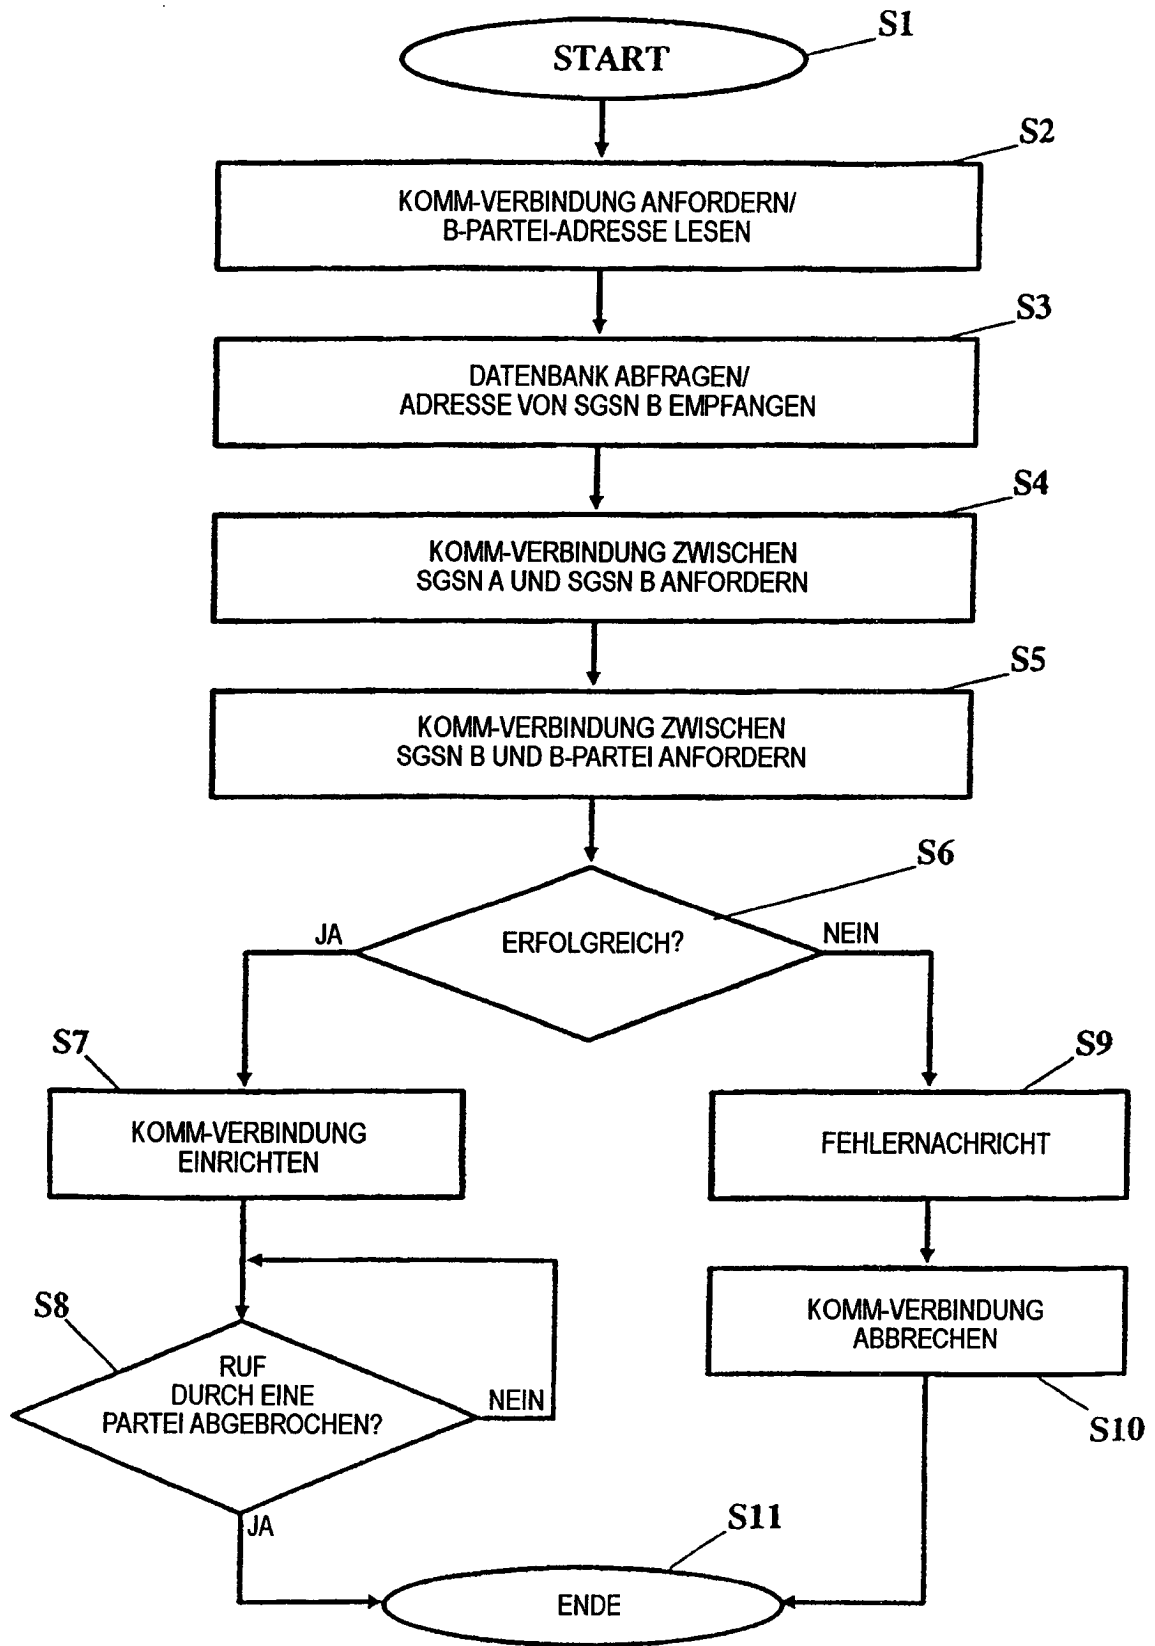 S1
START
S2
KOMM-VERBINDUNG ANFORDERN/
B-PARTEI-ADRESSE LESEN
S3
DATENBANK ABFRAGEN/
ADRESSE VON SGSN B EMPFANGEN
S4
KOMM-VERBINDUNG ZWISCHEN
SGSN A UND SGSN B ANFORDERN
S5
KOMM-VERBINDUNG ZWISCHEN
SGSN B UND B-PARTEI ANFORDERN
S6
JA
ERFOLGREICH?
NEIN
S7
KOMM-VERBINDUNG
EINRICHTEN
S9
FEHLERNACHRICHT
S8
RUF
DURCH EINE
PARTEI ABGEBROCHEN?
NEIN
JA
KOMM-VERBINDUNG
ABBRECHEN
S10
S11
ENDE